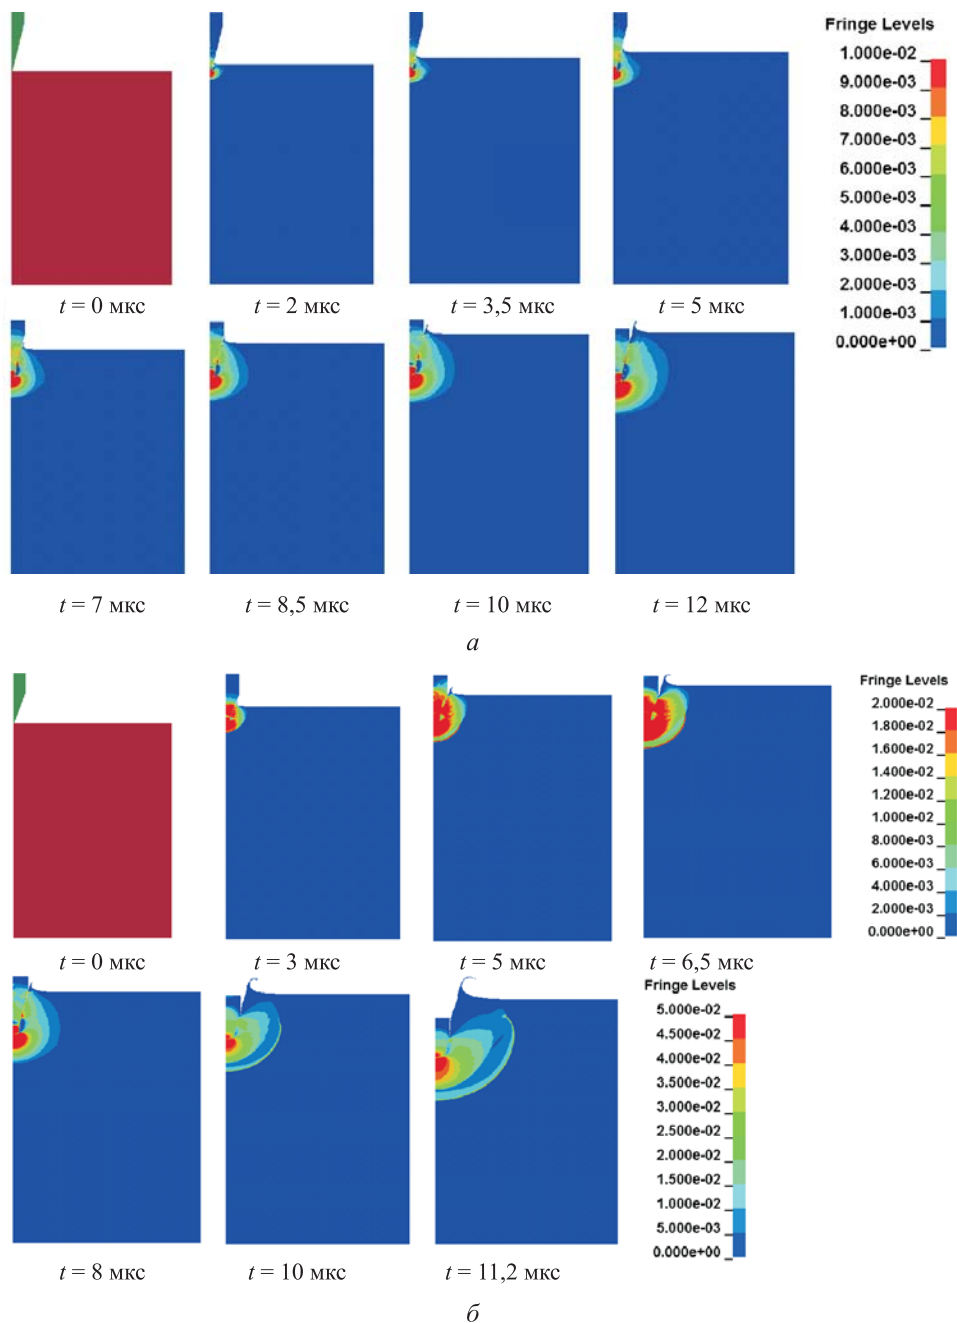 Fringe Levels
1.000e-02
9.000e-03
8.000e-03
7.000e-03
6.000e-03
5.000e-03
4.000e-03
3.000e-03
2.000e-03
1.000e-03
0.000e+00
t = 0 мкс
t = 2 мкс
t = 3,5 мкс
t = 5 мкс
t = 7 мкс
t = 8,5 мкс
t = 10 мкс
t = 12 мкс
а
Fringe Levels
2.000e-02
1.800e-02
1.600e-02
1.400e-02
1.200e-02
1.000e-02
8.000e-03
6.000e-03
4.000e-03
2.000e-03
0.000e+00
t = 0 мкс
t = 3 мкс
t = 5 мкс
t = 6,5 мкс
Fringe Levels
5.000e-02
4.500e-02
4.000e-02
3.500e-02
3.000e-02
2.500e-02
2.000e-02
1.500e-02
1.000e-02
5.000e-03
0.000e+00
t = 8 мкс
t = 10 мкс
t = 11,2 мкс
б